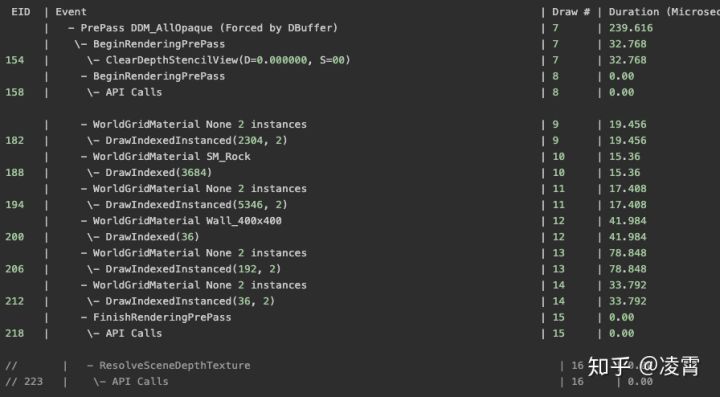 EID | Event | Draw # | Duration (Microsec
| - PrePass DDM_AllOpaque (Forced by DBuffer) | 7 | 239.616
| \- BeginRenderingPrePass | 7 | 32.768
154 | \- ClearDepthStencilView(D=0.000000, S=00) | 7 | 32.768
| - BeginRenderingPrePass | 8 | 0.00
158 | \- API Calls | 8 | 0.00
| - WorldGridMaterial None 2 instances | 9 | 19.456
182 | \- DrawIndexedInstanced(2304, 2) | 9 | 19.456
| - WorldGridMaterial SM_Rock | 10 | 15.36
188 | \- DrawIndexed(3684) | 10 | 15.36
| - WorldGridMaterial None 2 instances | 11 | 17.408
194 | \- DrawIndexedInstanced(5346, 2) | 11 | 17.408
| - WorldGridMaterial Wall_400x400 | 12 | 41.984
200 | \- DrawIndexed(36) | 12 | 41.984
| - WorldGridMaterial None 2 instances | 13 | 78.848
206 | \- DrawIndexedInstanced(192, 2) | 13 | 78.848
| - WorldGridMaterial None 2 instances | 14 | 33.792
212 | \- DrawIndexedInstanced(36, 2) | 14 | 33.792
| - FinishRenderingPrePass | 15 | 0.00
218 | \- API Calls | 15 | 0.00
// | - ResolveSceneDepthTexture | 16 | 0.00
// 223 | \- API Calls | 16 | 0.00
知乎 @凌霄